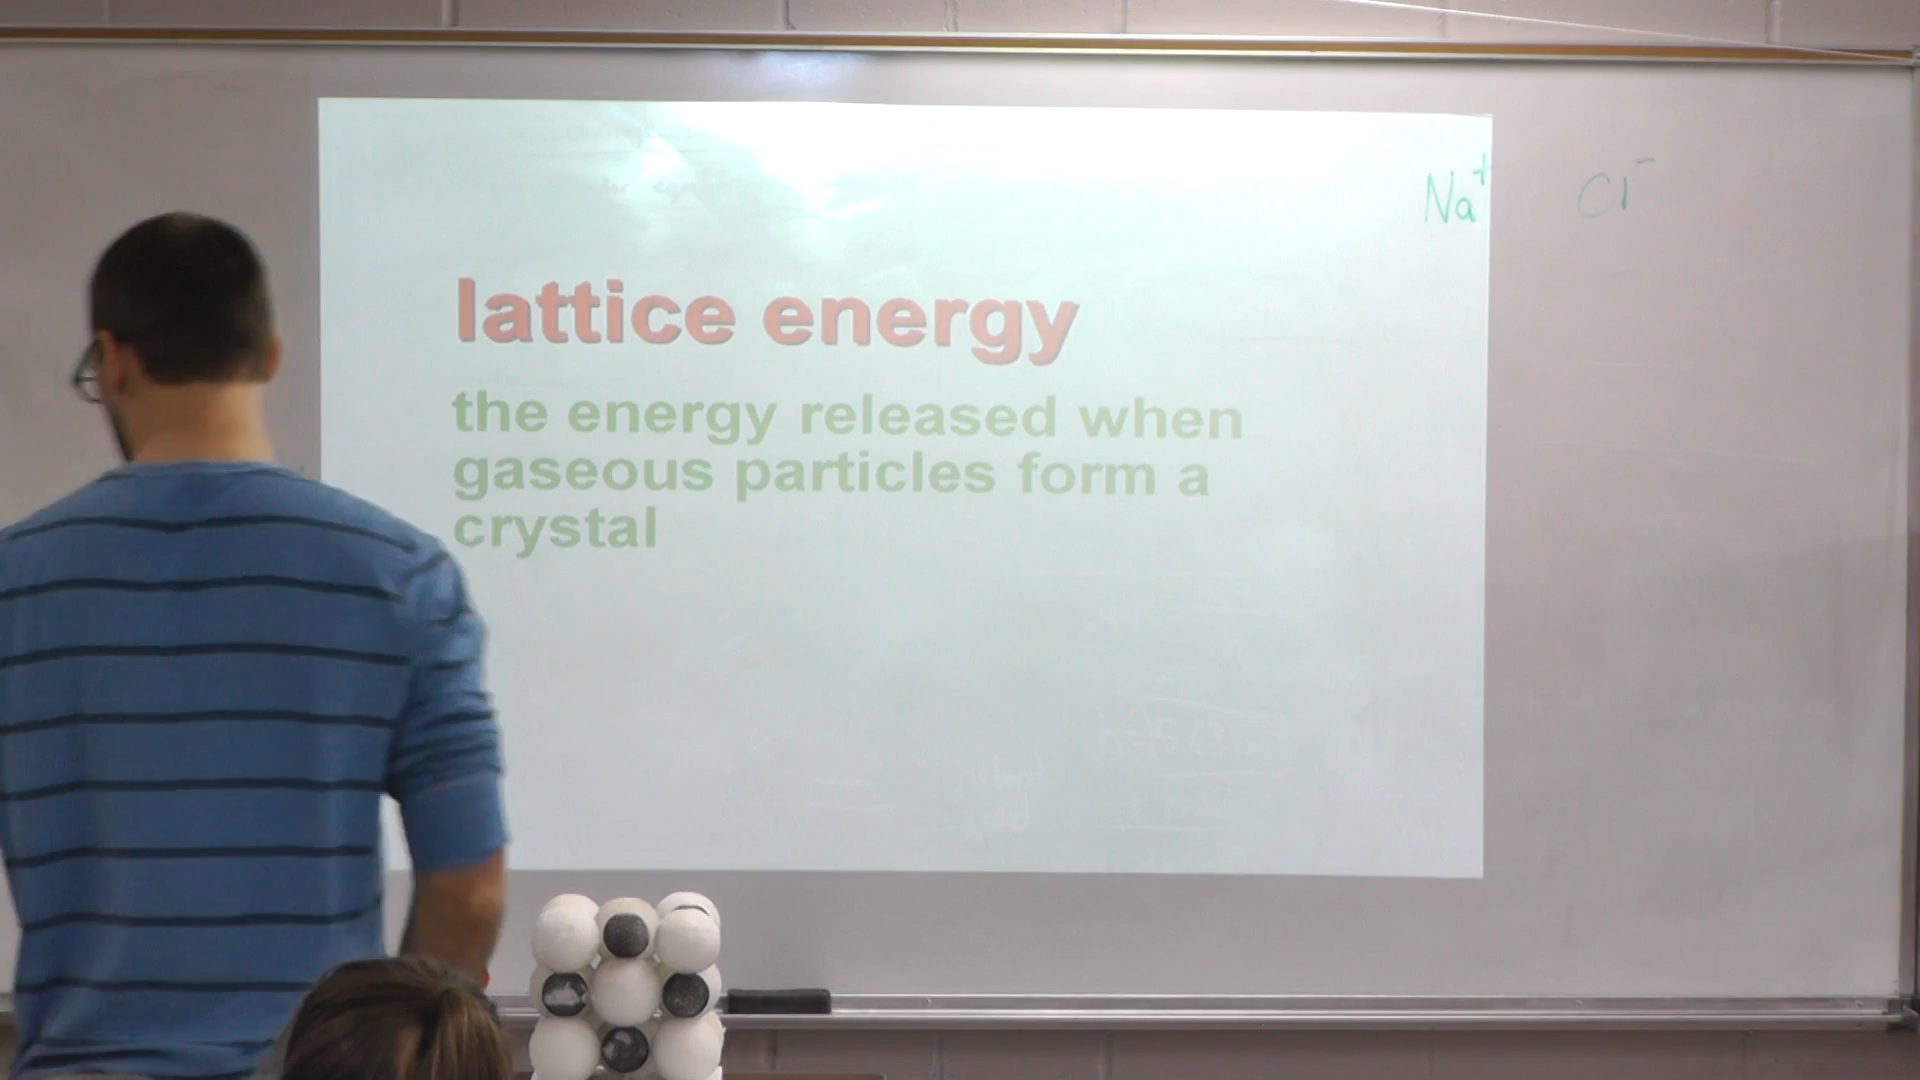 Na+ Cl-
lattice energy
the energy released when
gaseous particles form a
crystal